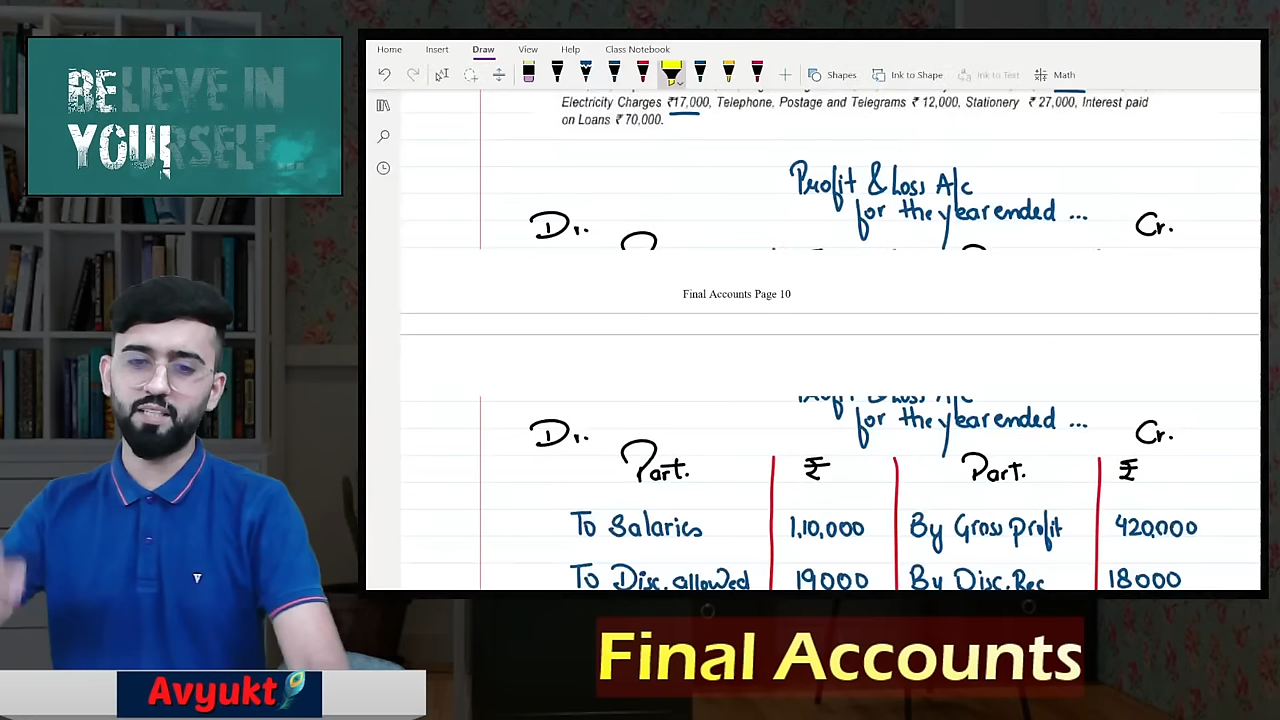 BELIEVE IN
YOURSELF...
Home Insert Draw View Help Class Notebook
Shapes Ink to Shape Ink to Text Math
Electricity Charges ₹17,000, Telephone, Postage and Telegrams ₹ 12,000, Stationery ₹ 27,000, Interest paid
on Loans ₹ 70,000.
Profit & Loss A/c
for the year ended ...
Dr. Cr.
Final Accounts Page 10
Profit & Loss A/c
for the year ended ...
Dr. Cr.
Part. ₹ Part. ₹
To Salaries 1,10,000 By Gross profit 420,000
To Disc. allowed 19000 By Disc. Rec 18000
Final Accounts
Avyukt